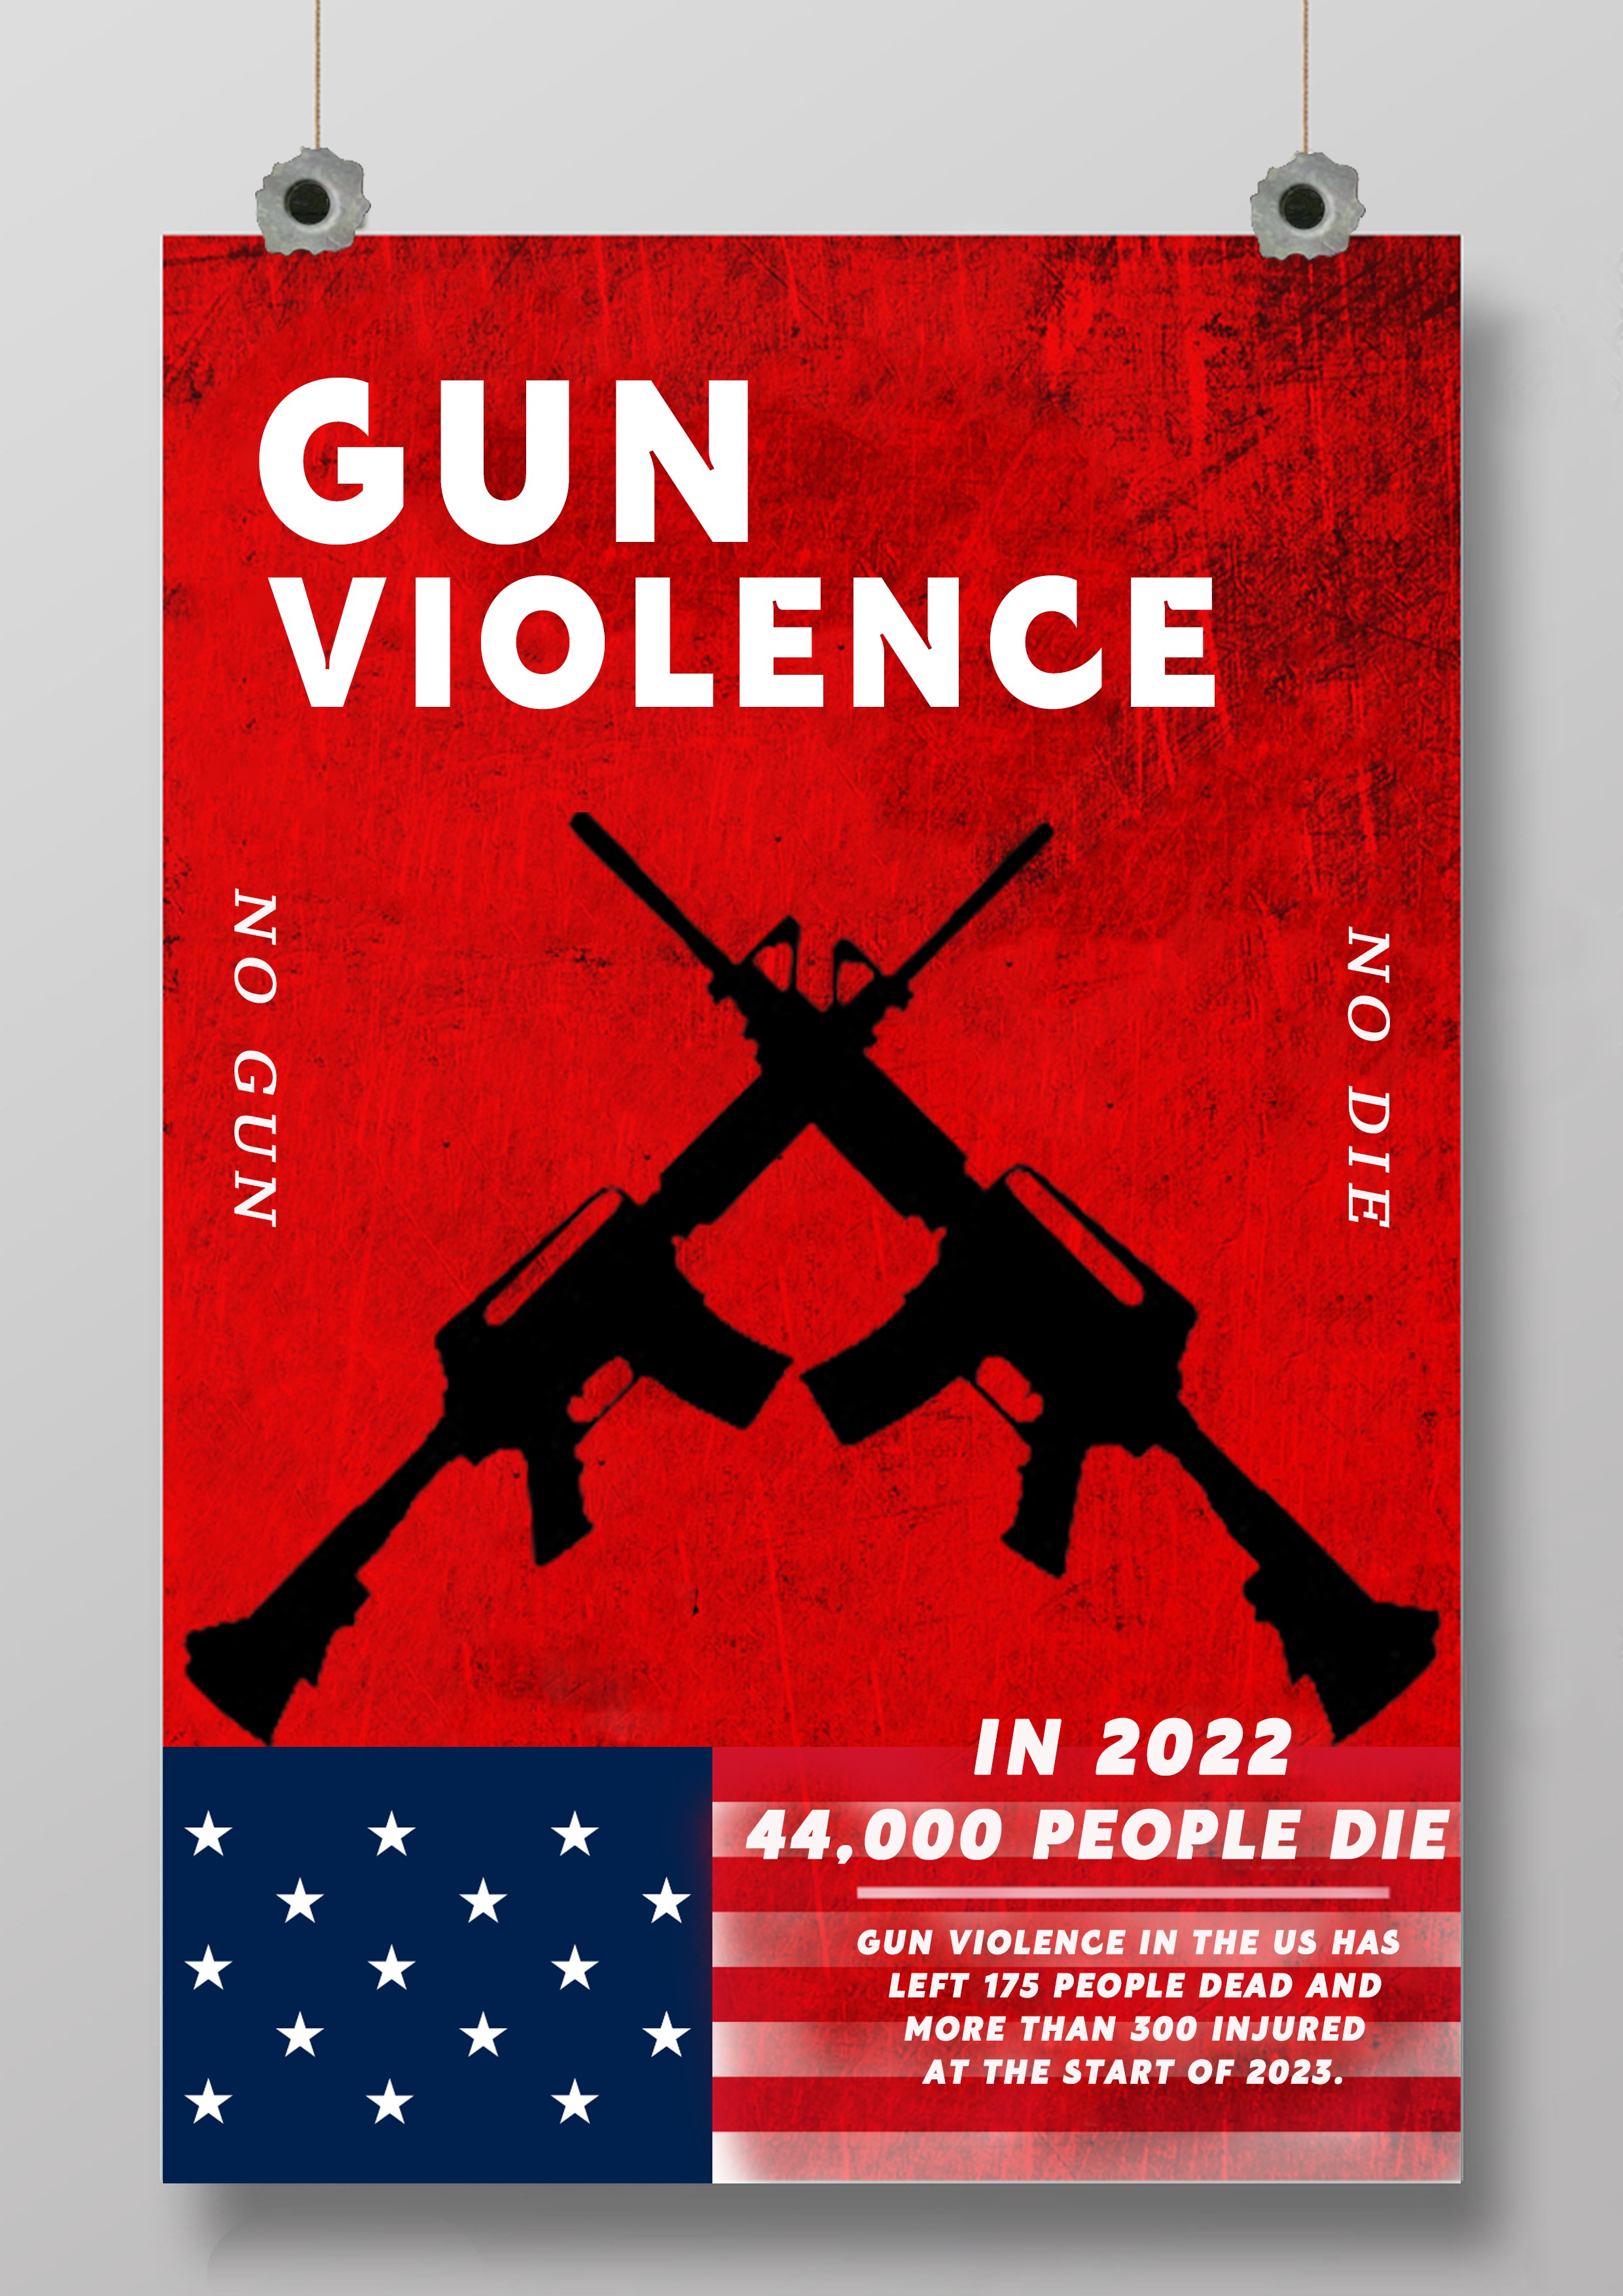 GUN
VIOLENCE
NO GUN
NO DIE
IN 2022
44,000 PEOPLE DIE
GUN VIOLENCE IN THE US HAS
LEFT 175 PEOPLE DEAD AND
MORE THAN 300 INJURED
AT THE START OF 2023.